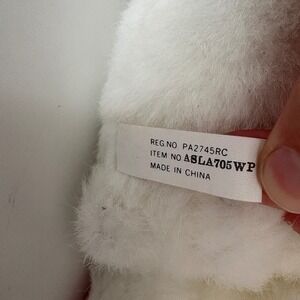 REG.NO PA2745RC
ITEM NO ASLA705WP
MADE IN CHINA